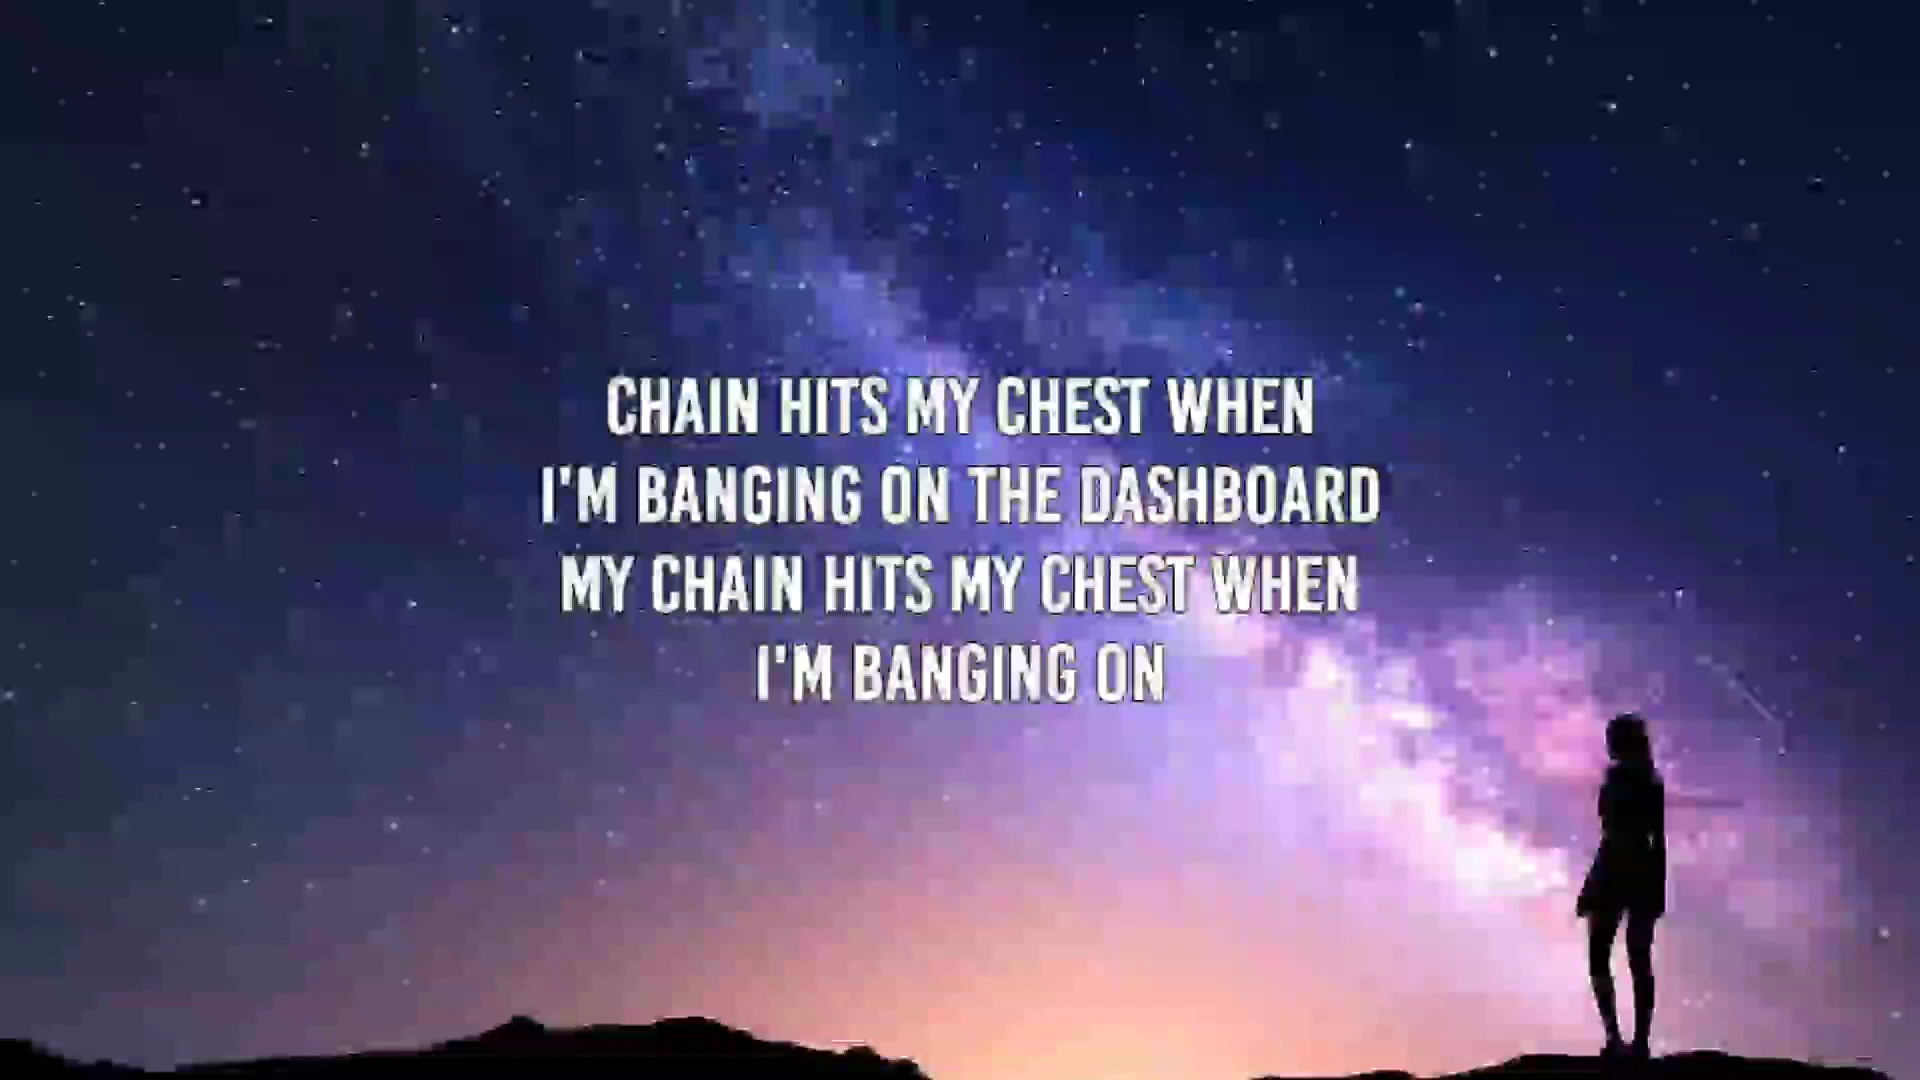 CHAIN HITS MY CHEST WHEN
I'M BANGING ON THE DASHBOARD
MY CHAIN HITS MY CHEST WHEN
I'M BANGING ON